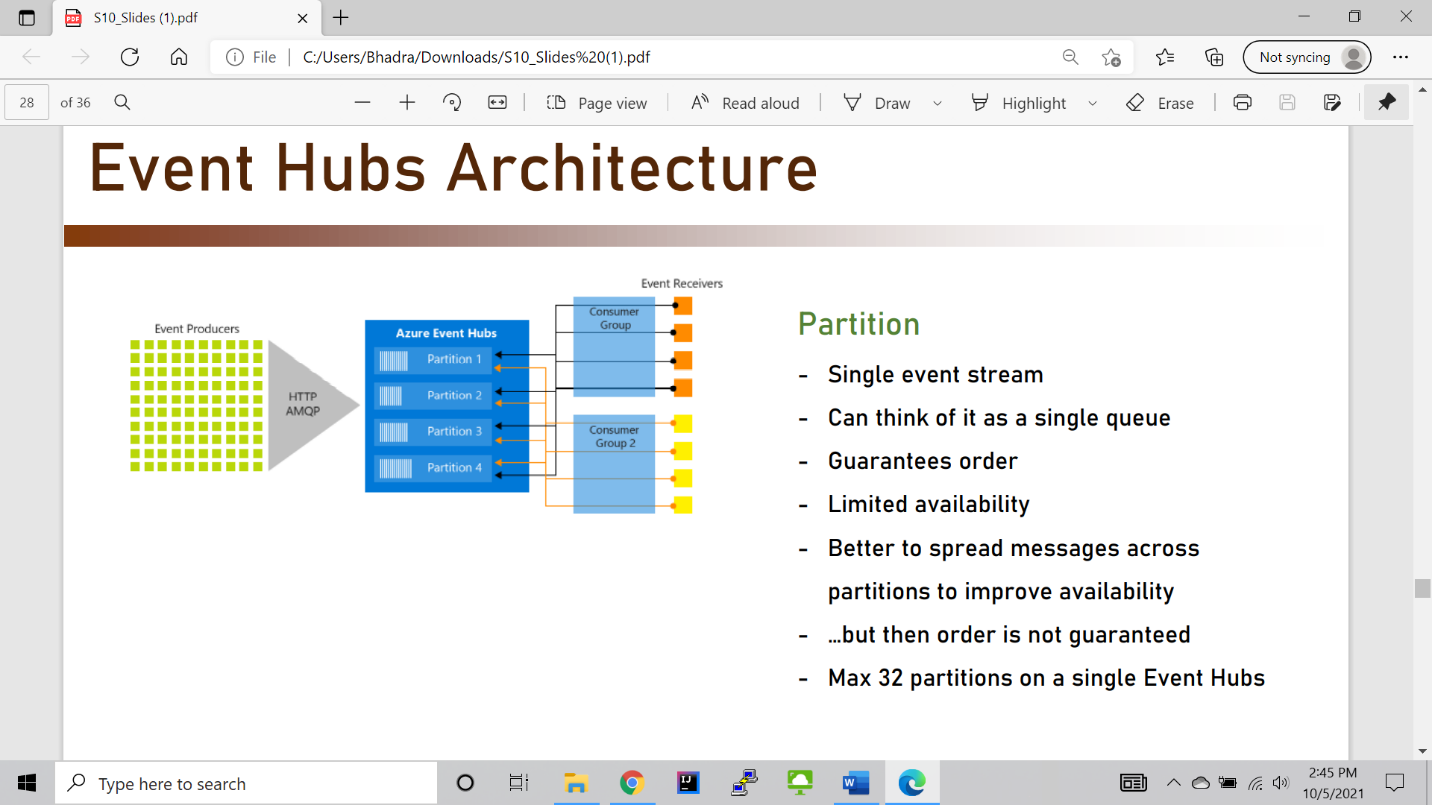 S10_Slides (1).pdf
File
C:/Users/Bhadra/Downloads/S10_Slides%20(1).pdf
Not syncing
28
of 36
Page view
Read aloud
Draw
Highlight
Erase
Event Hubs Architecture
Event Receivers
Event Producers
HTTP
AMQP
Azure Event Hubs
Partition 1
Partition 2
Partition 3
Partition 4
Consumer
Group
Consumer
Group 2
Partition
- Single event stream
- Can think of it as a single queue
- Guarantees order
- Limited availability
- Better to spread messages across
partitions to improve availability
- …but then order is not guaranteed
- Max 32 partitions on a single Event Hubs
Type here to search
2:45 PM
10/5/2021